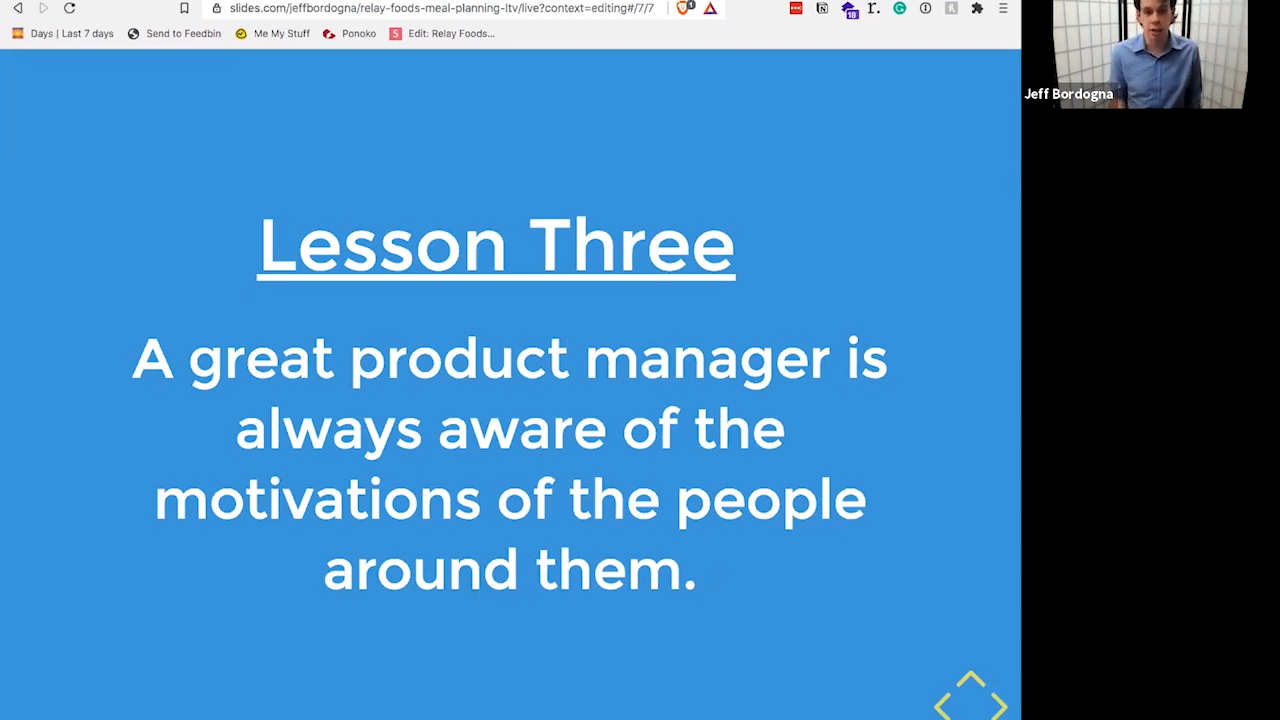 slides.com/jeffbordogna/relay-foods-meal-planning-ltv/live?context=editing#/7/7
1
18
r.
Days | Last 7 days
Send to Feedbin
Me My Stuff
Ponoko
S
Edit: Relay Foods...
Jeff Bordogna
Lesson Three
A great product manager is
always aware of the
motivations of the people
around them.